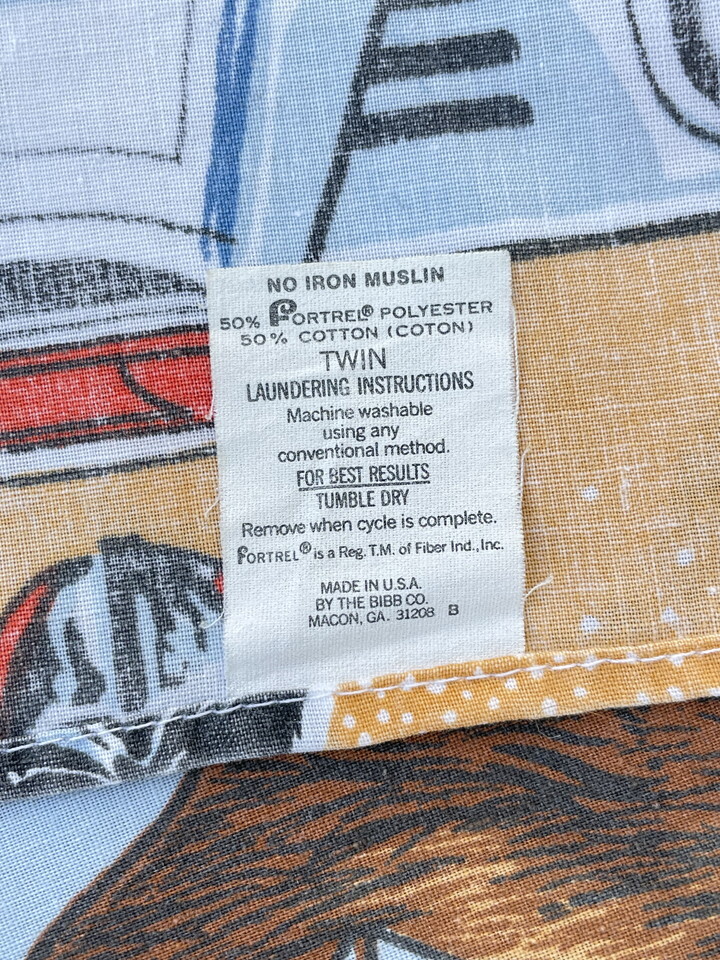 NO IRON MUSLIN
50% PORTREL® POLYESTER
50% COTTON (COTON)
TWIN
LAUNDERING INSTRUCTIONS
Machine washable
using any
conventional method.
FOR BEST RESULTS
TUMBLE DRY
Remove when cycle is complete.
FORTREL® is a Reg. T.M. of Fiber Ind., Inc.
MADE IN U.S.A.
BY THE BIBB CO.
MACON, GA. 31208 B